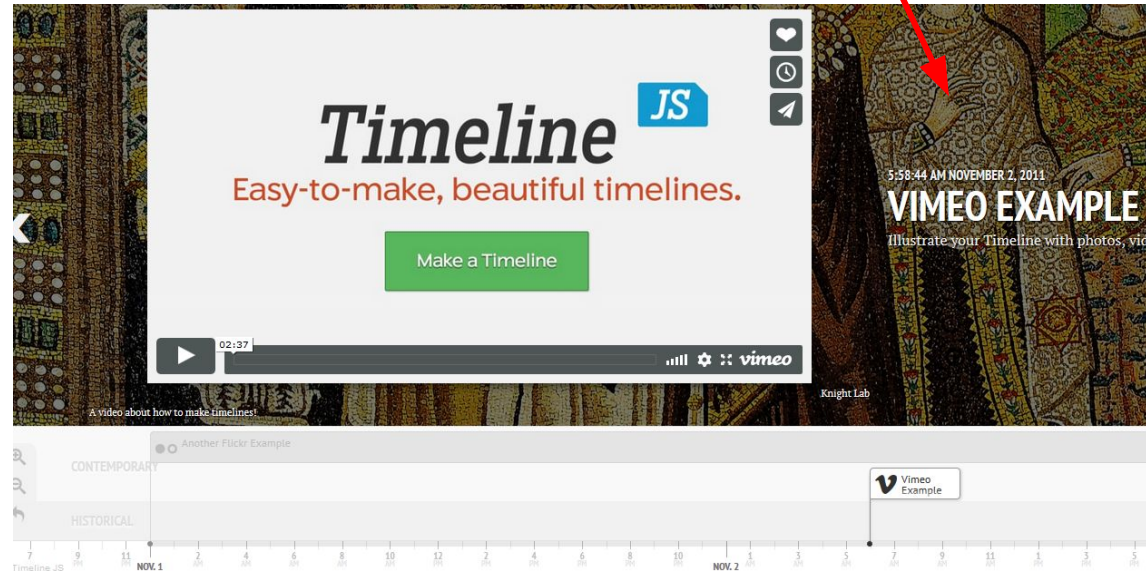 Timeline JS
Easy-to-make, beautiful timelines.
Make a Timeline
02:37
vimeo
5:58:44 AM NOVEMBER 2, 2011
VIMEO EXAMPLE
Illustrate your Timeline with photos,
Knight Lab
A video about how to make timelines!
Another Flickr Example
CONTEMPORARY
Vimeo
Example
HISTORICAL
7 9 11 2 4 6 8 10 12 2 4 6 8 10 1 3 5 7 9 11 1 3 5
Timeline JS NOV. 1 NOV. 2